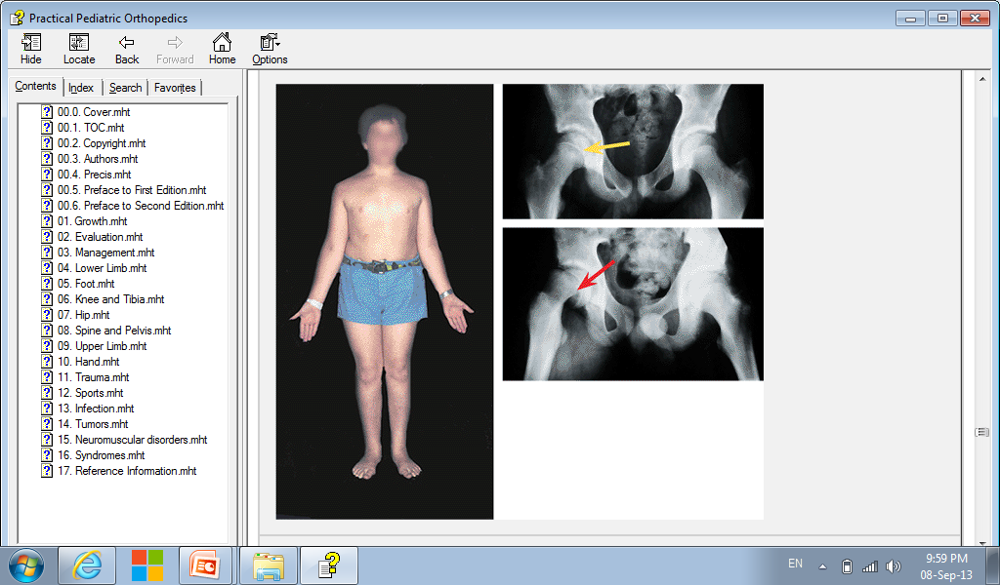 Practical Pediatric Orthopedics
Hide Locate Back Forward Home Options
Contents Index Search Favorites
00.0. Cover.mht
00.1. TOC.mht
00.2. Copyright.mht
00.3. Authors.mht
00.4. Precis.mht
00.5. Preface to First Edition.mht
00.6. Preface to Second Edition.mht
01. Growth.mht
02. Evaluation.mht
03. Management.mht
04. Lower Limb.mht
05. Foot.mht
06. Knee and Tibia.mht
07. Hip.mht
08. Spine and Pelvis.mht
09. Upper Limb.mht
10. Hand.mht
11. Trauma.mht
12. Sports.mht
13. Infection.mht
14. Tumors.mht
15. Neuromuscular disorders.mht
16. Syndromes.mht
17. Reference Information.mht
EN
9:59 PM
08-Sep-13